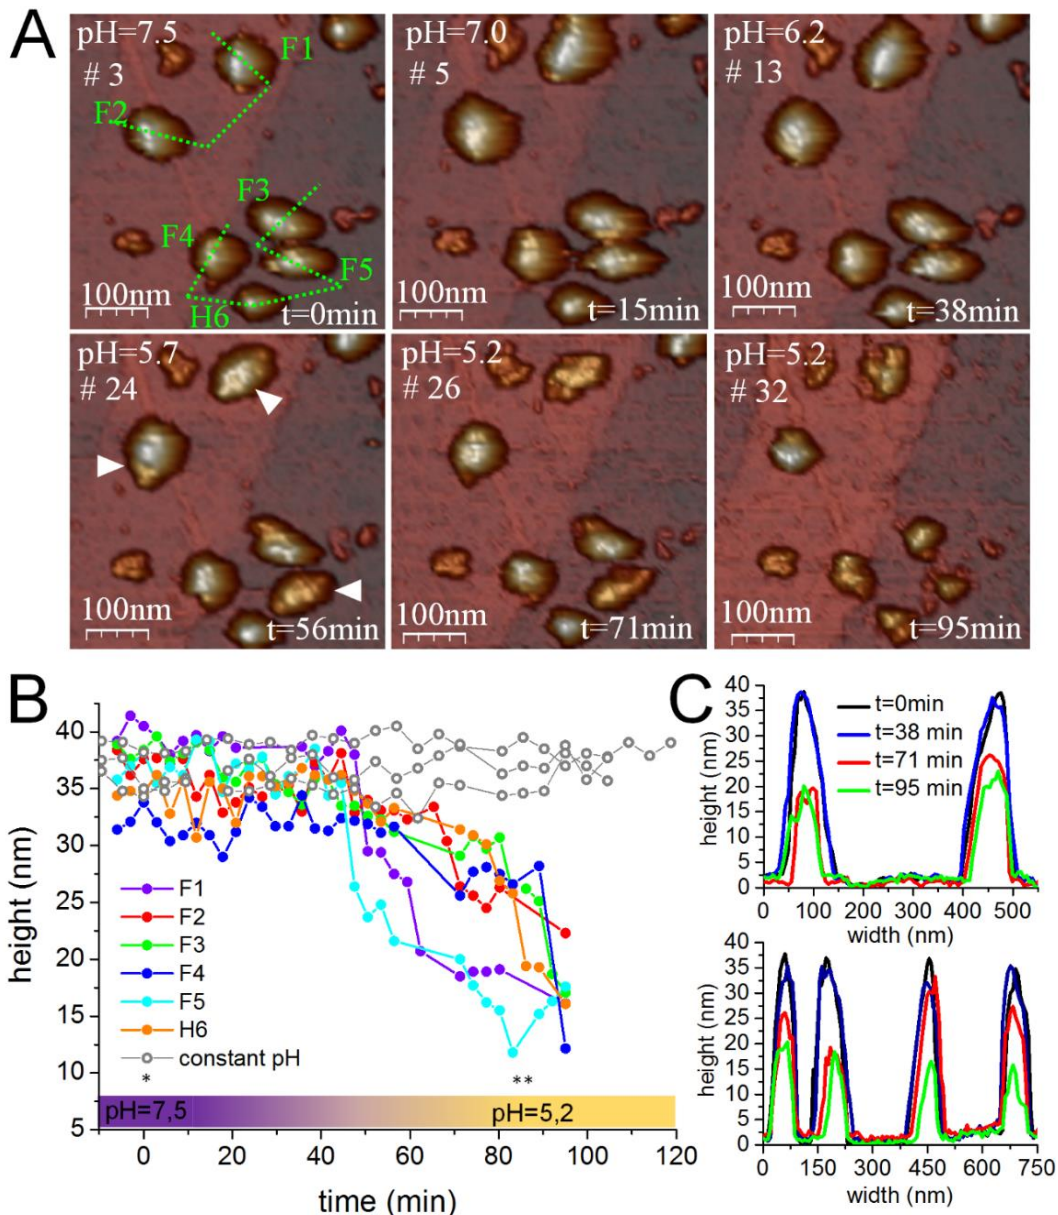 A
pH=7.5
# 3
F1
F2
F3
F4
F5
H6
100nm
t=0min
pH=7.0
# 5
100nm
t=15min
pH=6.2
# 13
100nm
t=38min
pH=5.7
# 24
100nm
t=56min
pH=5.2
# 26
100nm
t=71min
pH=5.2
# 32
100nm
t=95min
B
height (nm)
40
35
30
25
20
15
10
5
F1
F2
F3
F4
F5
H6
constant pH
*
**
pH=7,5
pH=5,2
0 20 40 60 80 100 120
time (min)
C
height (nm)
40
35
30
25
20
15
10
5
0
t=0min
t=38 min
t=71 min
t=95 min
0 100 200 300 400 500
width (nm)
height (nm)
40
35
30
25
20
15
10
5
0
0 150 300 450 600 750
width (nm)